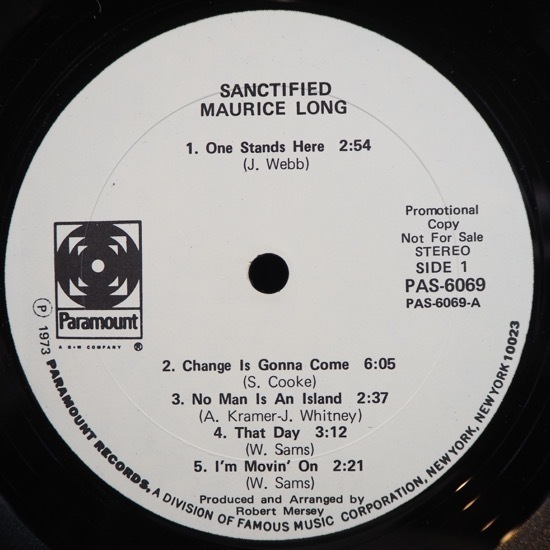 SANCTIFIED
MAURICE LONG
1. One Stands Here 2:54
(J. Webb)
Promotional
Copy
Not For Sale
STEREO
SIDE 1
PAS-6069
PAS-6069-A
Paramount
A G+W COMPANY ®
2. Change Is Gonna Come 6:05
(S. Cooke)
3. No Man Is An Island 2:37
(A. Kramer-J. Whitney)
4. That Day 3:12
(W. Sams)
5. I'm Movin' On 2:21
(W. Sams)
Produced and Arranged by
Robert Mersey
℗ 1973 PARAMOUNT RECORDS, A DIVISION OF FAMOUS MUSIC CORPORATION, NEW YORK, NEW YORK 10023